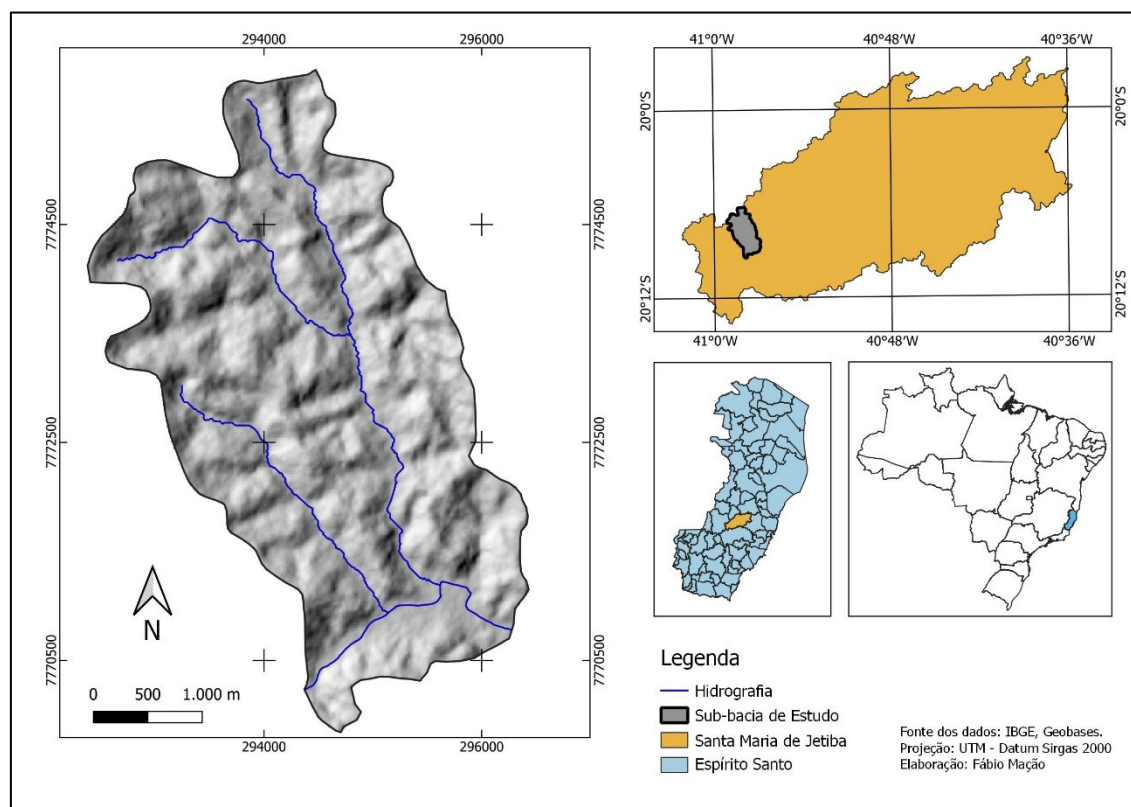 294000
296000
7774500
7774500
7772500
7772500
7770500
7770500
N
0 500 1.000 m
294000
296000
41°0'W
40°48'W
40°36'W
20°0'S
20°0'S
20°12'S
20°12'S
41°0'W
40°48'W
40°36'W
Legenda
Hidrografia
Sub-bacia de Estudo
Santa Maria de Jetiba
Espírito Santo
Fonte dos dados: IBGE, Geobases.
Projeção: UTM - Datum Sirgas 2000
Elaboração: Fábio Mação